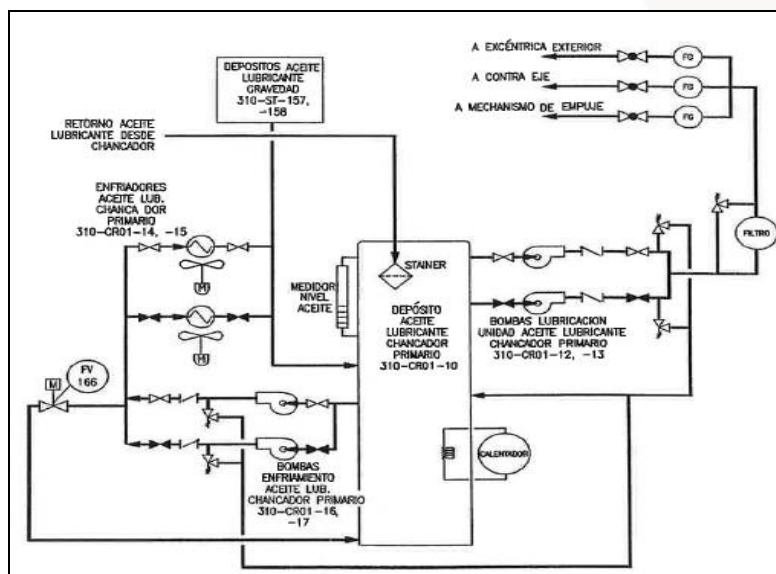 A EXCÉNTRICA EXTERIOR
FG
A CONTRA EJE
FG
A MECHANISMO DE EMPUJE
FG
DEPOSITOS ACEITE
LUBRICANTE
GRAVEDAD
310-ST-157,
-158
RETORNO ACEITE
LUBRICANTE DESDE
CHANCADOR
ENFRIADORES
ACEITE LUB.
CHANCA DOR
PRIMARIO
310-CR01-14, -15
M
M
FILTRO
STAINER
MEDIDOR
NIVEL
ACEITE
DEPÓSITO
ACEITE
LUBRICANTE
CHANCADOR
PRIMARIO
310-CR01-10
BOMBAS LUBRICACION
UNIDAD ACEITE LUBRICANTE
CHANCADOR PRIMARIO
310-CR01-12, -13
M
FV
166
CALENTADOR
BOMBAS
ENFRIAMIENTO
ACEITE LUB.
CHANCADOR PRIMARIO
310-CR01-16,
-17